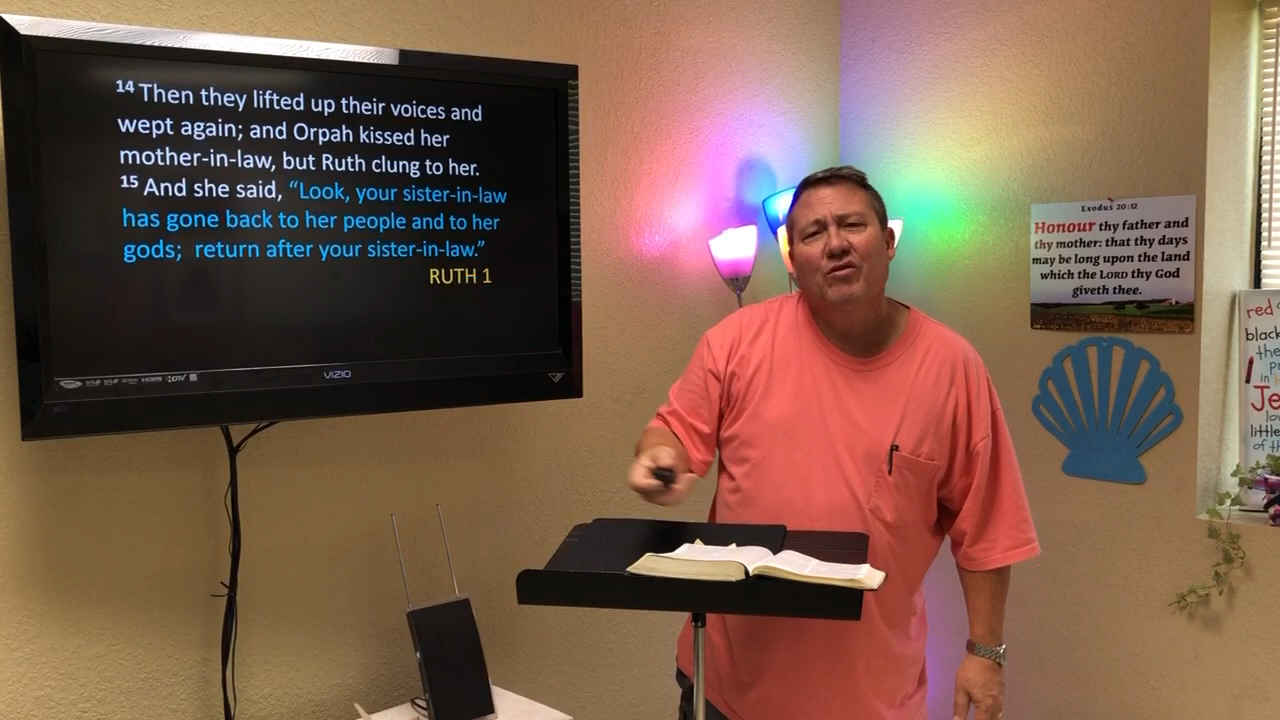 14 Then they lifted up their voices and
wept again; and Orpah kissed her
mother-in-law, but Ruth clung to her.
15 And she said, “Look, your sister-in-law
has gone back to her people and to her
gods;  return after your sister-in-law.”
RUTH 1
HDMI
VIZIO
Exodus 20:12
Honour thy father and
thy mother: that thy days
may be long upon the land
which the LORD thy God
giveth thee.
red
black
the
in
Je
lo
little
of th